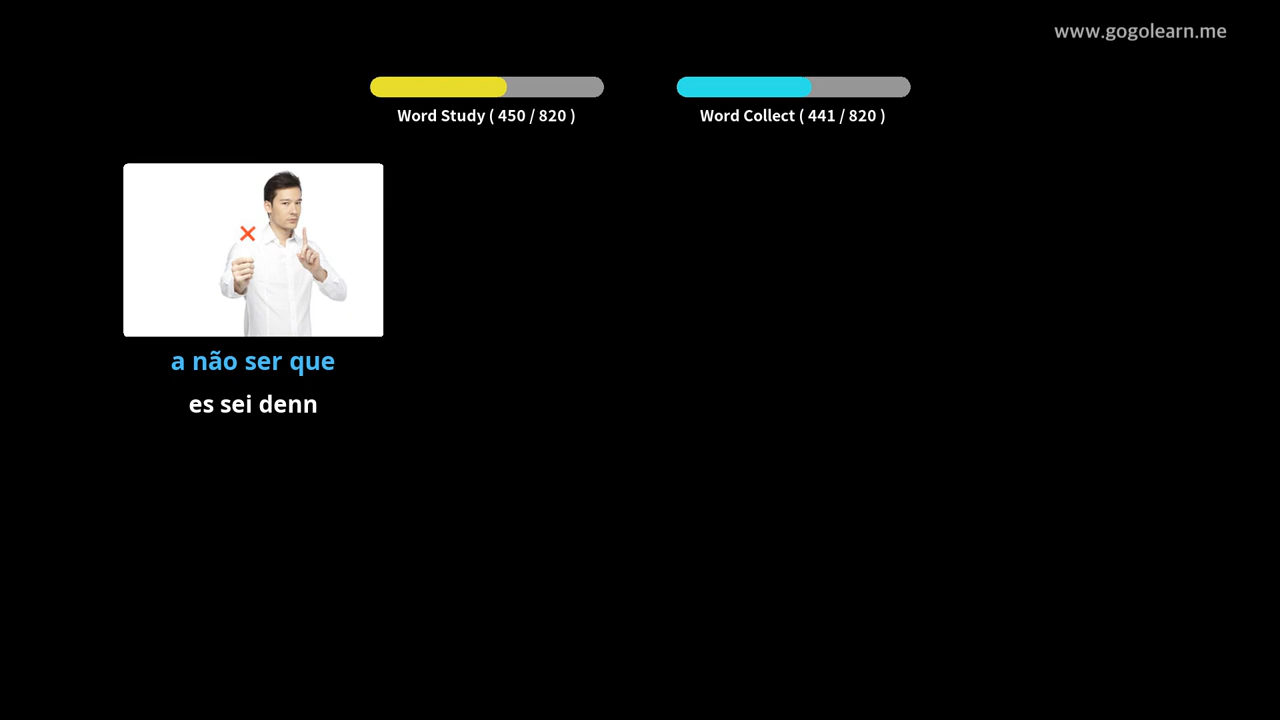 www.gogolearn.me
Word Study ( 450 / 820 )
Word Collect ( 441 / 820 )
a não ser que
es sei denn